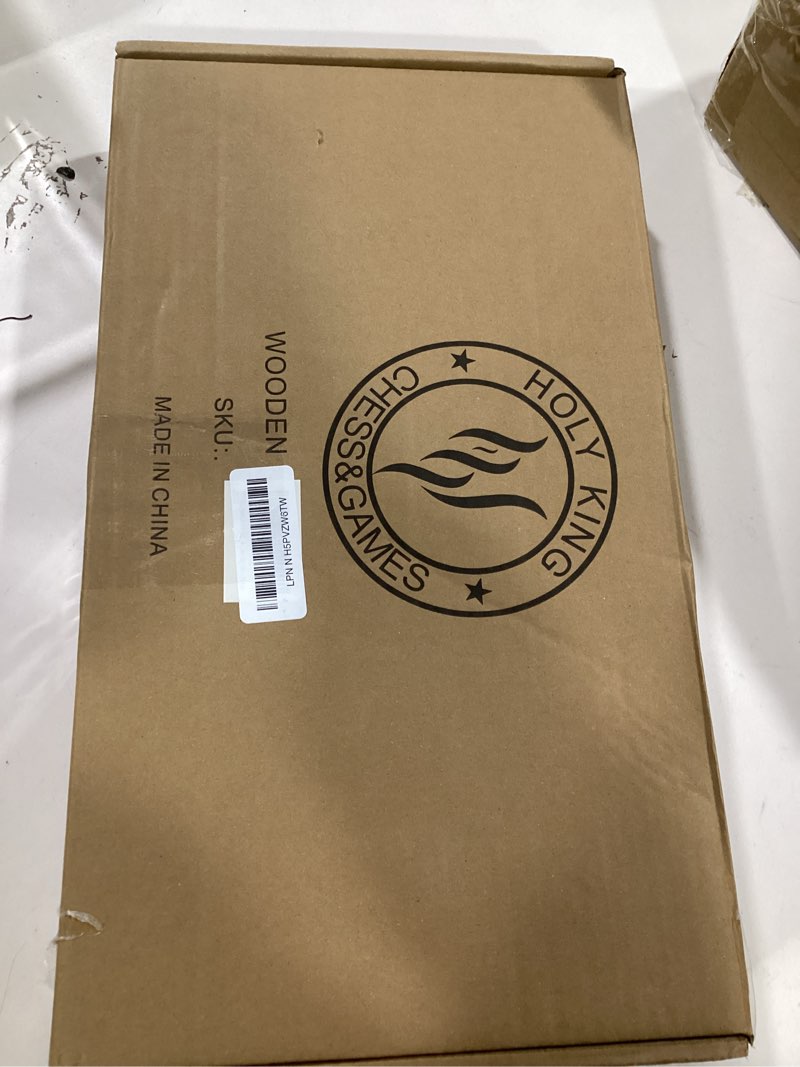 HOLY KING
CHESS&GAMES
WOODEN
SKU:.
MADE IN CHINA
LPN N H5PVZW6TW